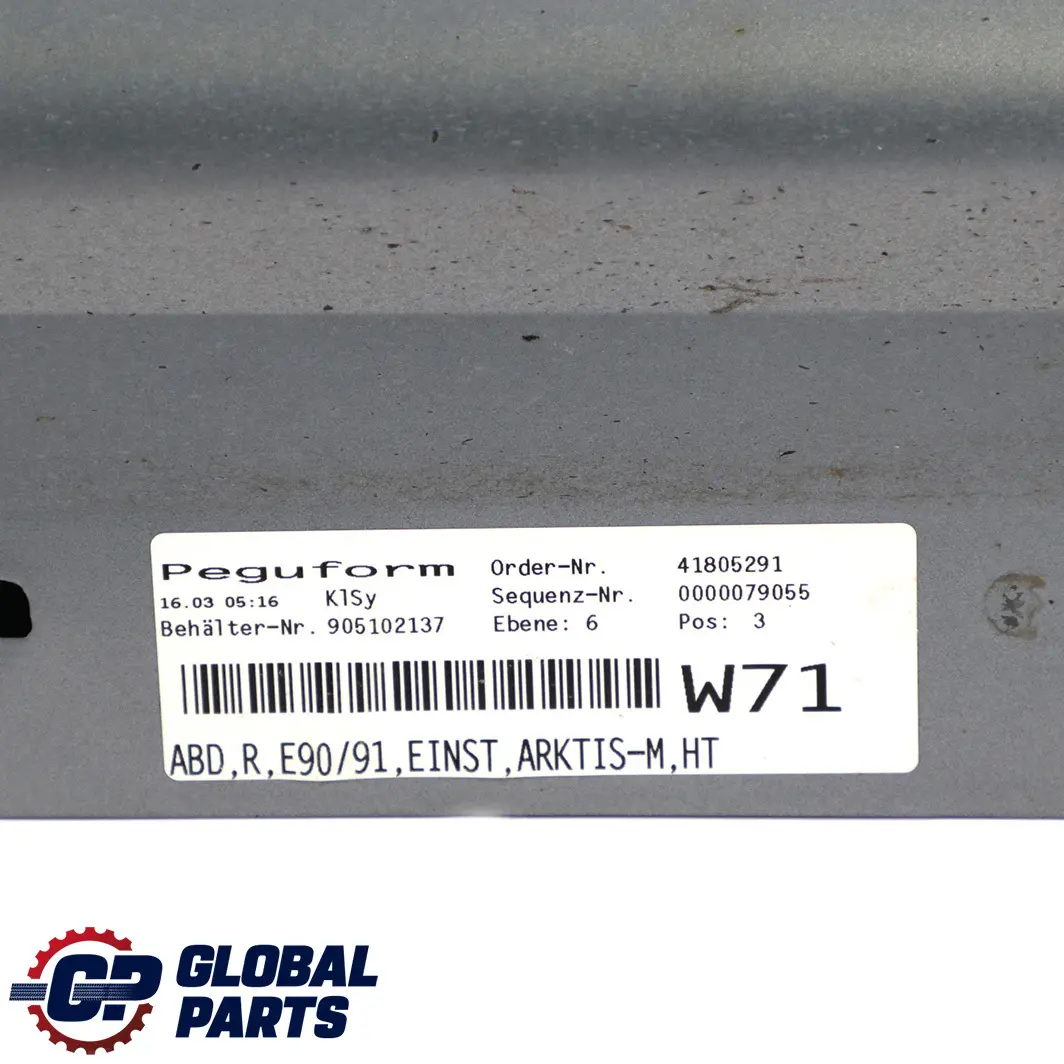 Peguform Order-Nr. 41805291
16.03 05:16 KlSy Sequenz-Nr. 0000079055
Behälter-Nr. 905102137 Ebene: 6 Pos: 3
W71
ABD,R,E90/91,EINST,ARKTIS-M,HT
GP GLOBAL
PARTS